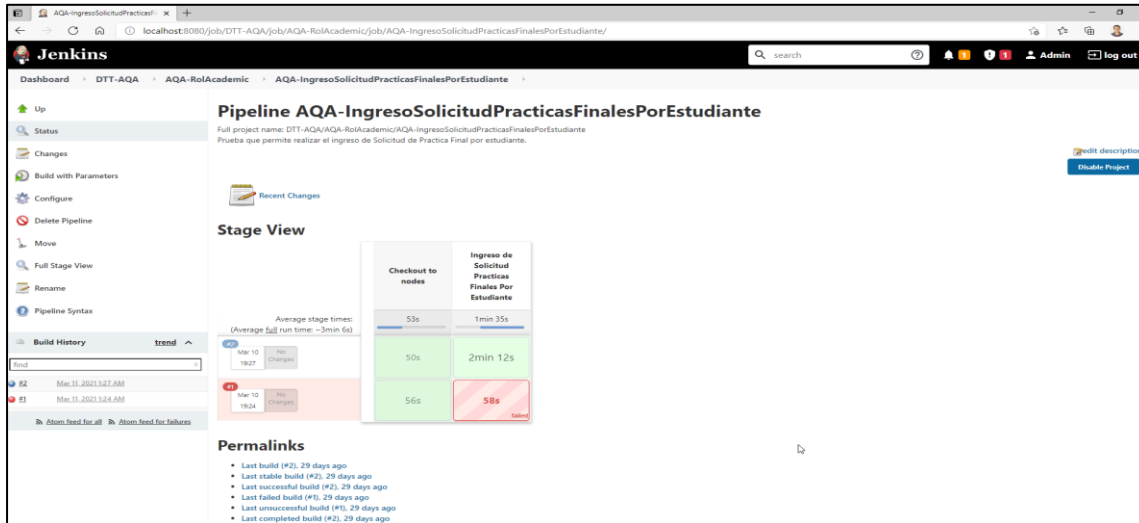 AQA-IngresoSolicitudPracticasFi
localhost:8080/job/DTT-AQA/job/AQA-RolAcademic/job/AQA-IngresoSolicitudPracticasFinalesPorEstudiante/
Jenkins
search
1
1
Admin
log out
Dashboard
DTT-AQA
AQA-RolAcademic
AQA-IngresoSolicitudPracticasFinalesPorEstudiante
Up
Status
Changes
Build with Parameters
Configure
Delete Pipeline
Move
Full Stage View
Rename
Pipeline Syntax
Build History
trend
find
x
#2
Mar 11, 2021 1:27 AM
#1
Mar 11, 2021 1:24 AM
Atom feed for all
Atom feed for failures
Pipeline AQA-IngresoSolicitudPracticasFinalesPorEstudiante
Full project name: DTT-AQA/AQA-RolAcademic/AQA-IngresoSolicitudPracticasFinalesPorEstudiante
Prueba que permite realizar el ingreso de Solicitud de Practica Final por estudiante.
edit description
Disable Project
Recent Changes
Stage View
Checkout to
nodes
Ingreso de
Solicitud
Practicas
Finales Por
Estudiante
Average stage times:
(Average full run time: ~3min 6s)
53s
1min 35s
#2
Mar 10
19:27
No
Changes
50s
2min 12s
#1
Mar 10
19:24
No
Changes
56s
58s
failed
Permalinks
Last build (#2), 29 days ago
Last stable build (#2), 29 days ago
Last successful build (#2), 29 days ago
Last failed build (#1), 29 days ago
Last unsuccessful build (#1), 29 days ago
Last completed build (#2), 29 days ago